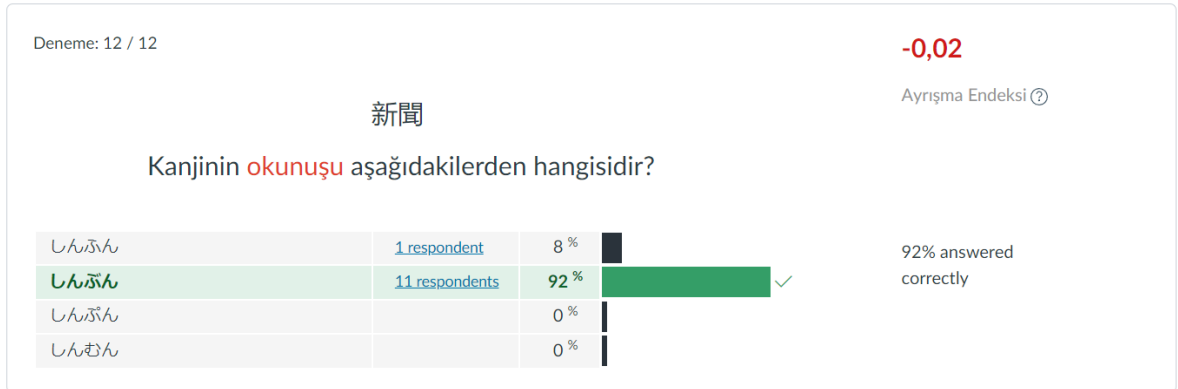 Deneme: 12 / 12
-0,02
Ayrışma Endeksi ?
新聞
Kanjinin okunuşu aşağıdakilerden hangisidir?
しんふん 1 respondent 8 %
しんぶん 11 respondents 92 %
しんぷん 0 %
しんむん 0 %
92% answered
correctly